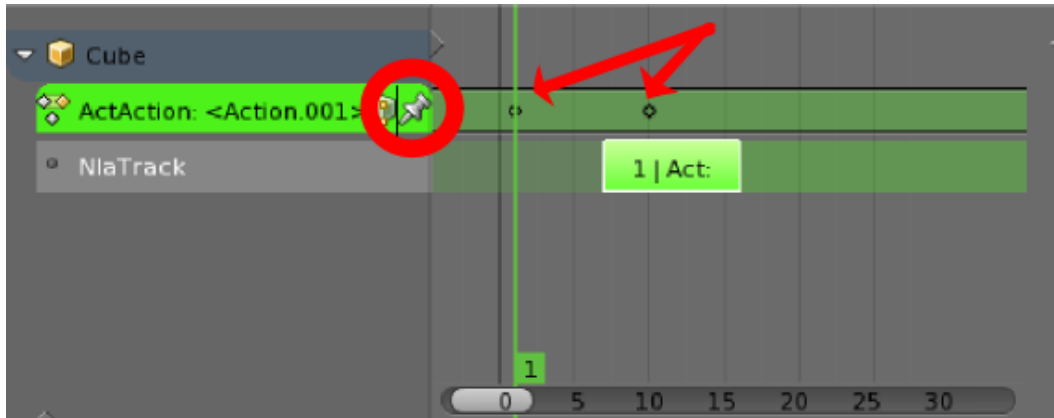 Cube
ActAction: <Action.001>
NlaTrack
1 | Act:
1
0 5 10 15 20 25 30